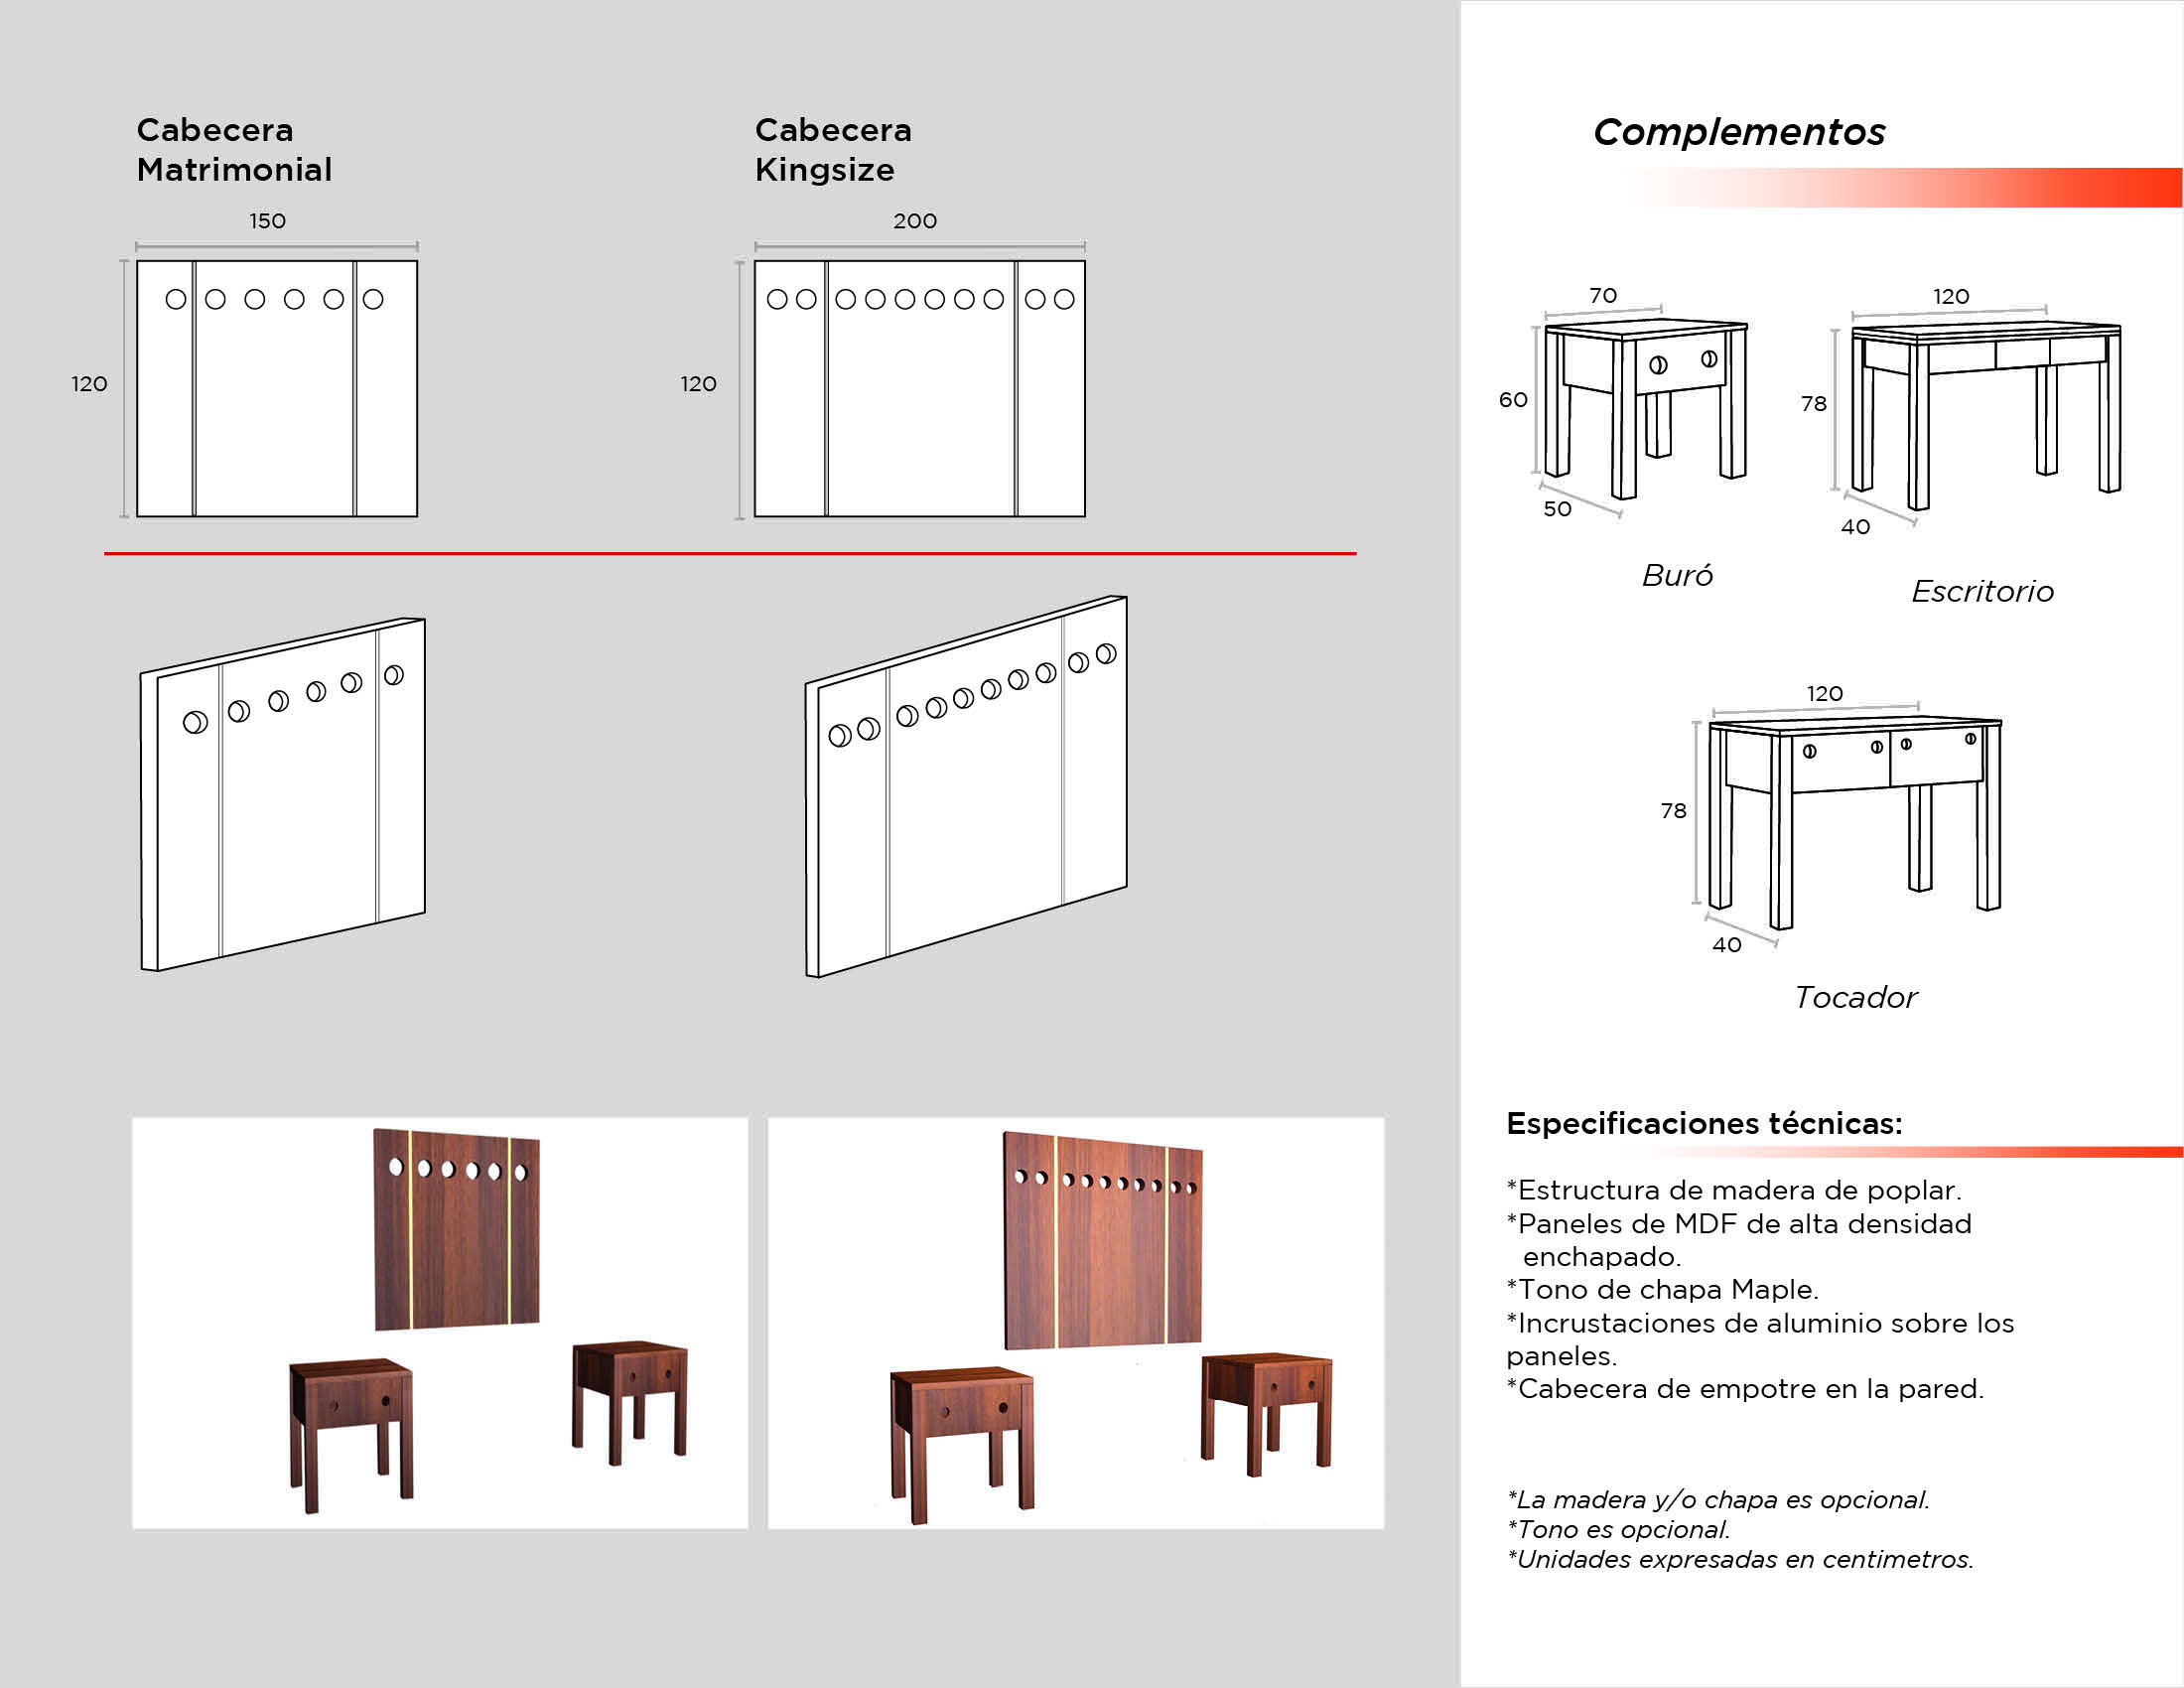 Cabecera
Matrimonial
150
120
Cabecera
Kingsize
200
120
Complementos
70
60
50
Buró
120
78
40
Escritorio
120
78
40
Tocador
Especificaciones técnicas:
*Estructura de madera de poplar.
*Paneles de MDF de alta densidad
enchapado.
*Tono de chapa Maple.
*Incrustaciones de aluminio sobre los
paneles.
*Cabecera de empotre en la pared.
*La madera y/o chapa es opcional.
*Tono es opcional.
*Unidades expresadas en centimetros.